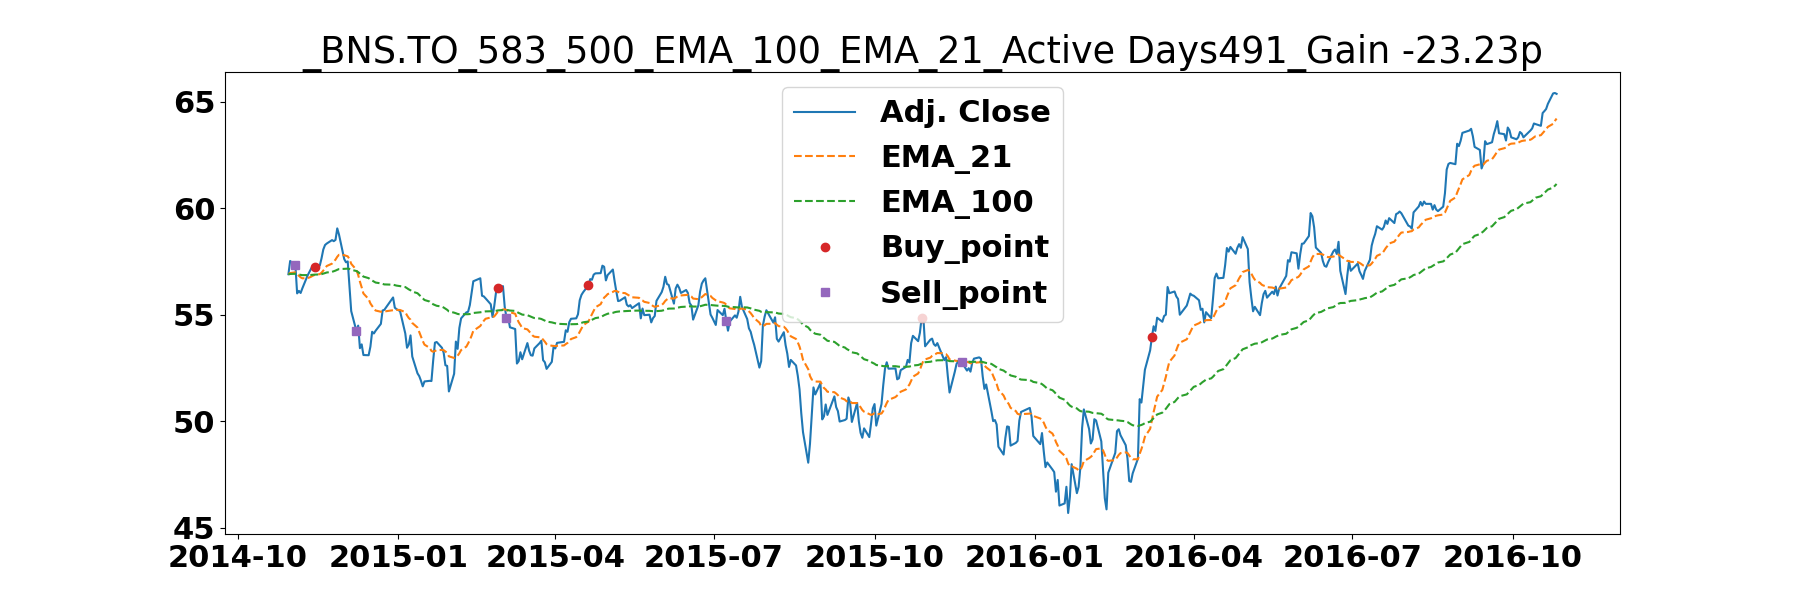 _BNS.TO_583_500_EMA_100_EMA_21_Active Days491_Gain -23.23p
65
60
55
50
45
Adj. Close
EMA_21
EMA_100
Buy_point
Sell_point
2014-10 2015-01 2015-04 2015-07 2015-10 2016-01 2016-04 2016-07 2016-10